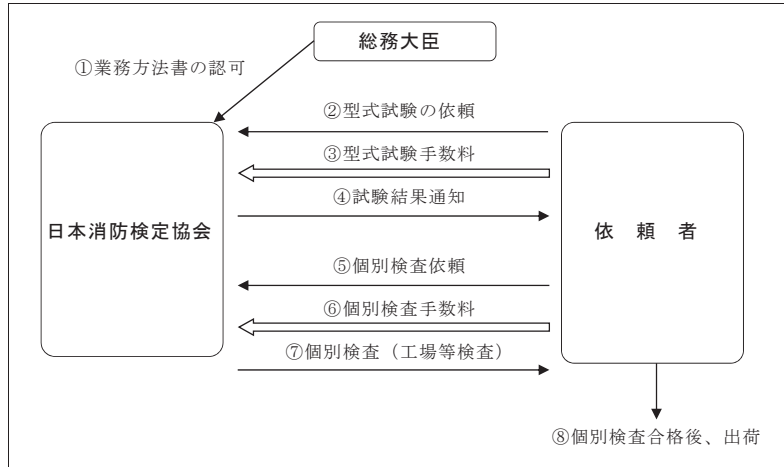 総務大臣
①業務方法書の認可
②型式試験の依頼
③型式試験手数料
④試験結果通知
日本消防検定協会
依 頼 者
⑤個別検査依頼
⑥個別検査手数料
⑦個別検査（工場等検査）
⑧個別検査合格後、出荷